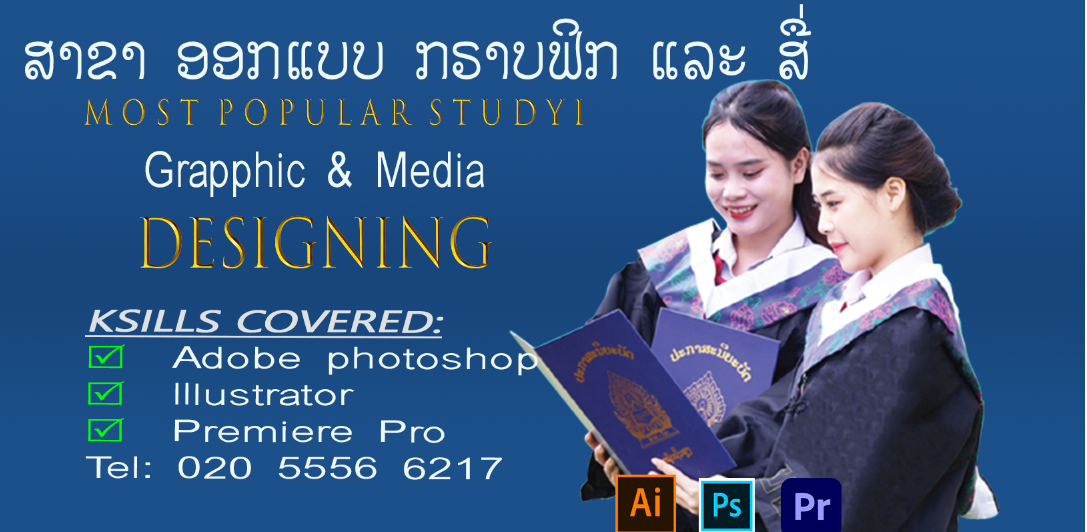 ສາຂາ ອອກແບບ ກຣາບຟິກ ແລະ ສື່
MOST POPULAR STUDYI
Grapphic & Media
DESIGNING
KSILLS COVERED:
Adobe photoshop
Illustrator
Premiere Pro
Tel: 020 5556 6217
ປະກາສະນິຍະບັດ
ປະກາສະນິຍະບັດ
Ai Ps Pr